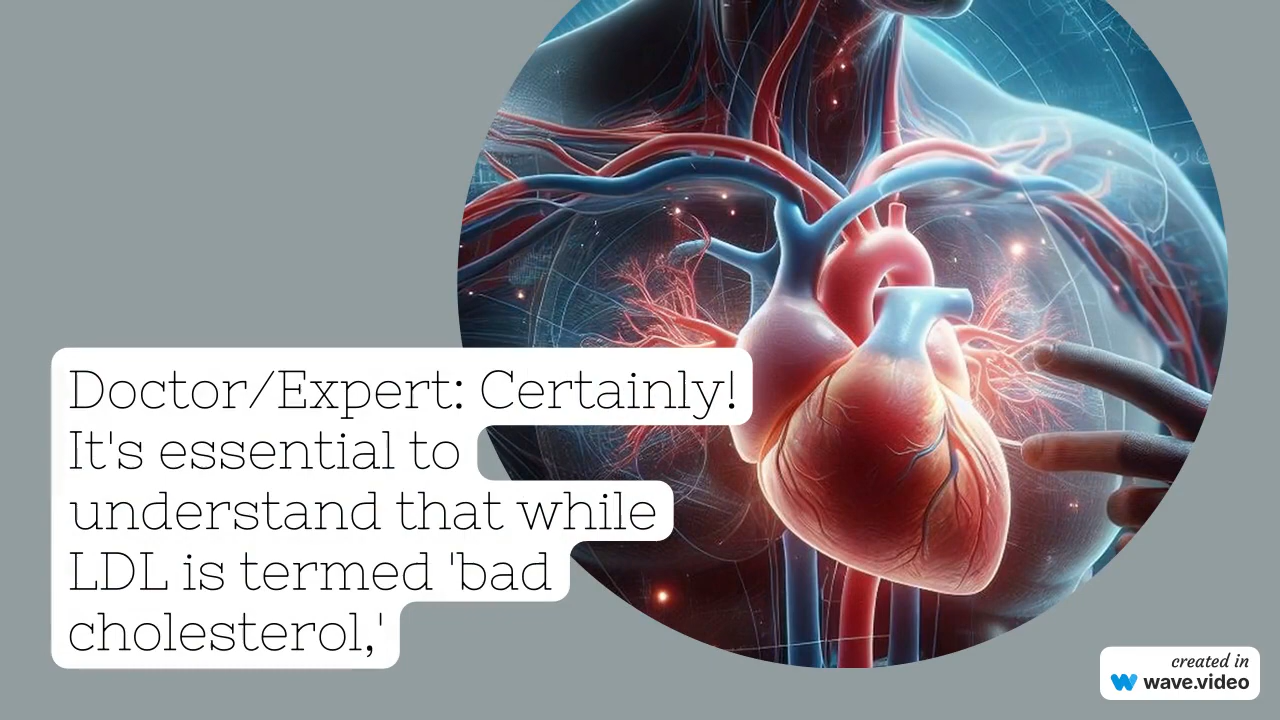 Doctor/Expert: Certainly!
It's essential to
understand that while
LDL is termed 'bad
cholesterol,'
created in
wave.video